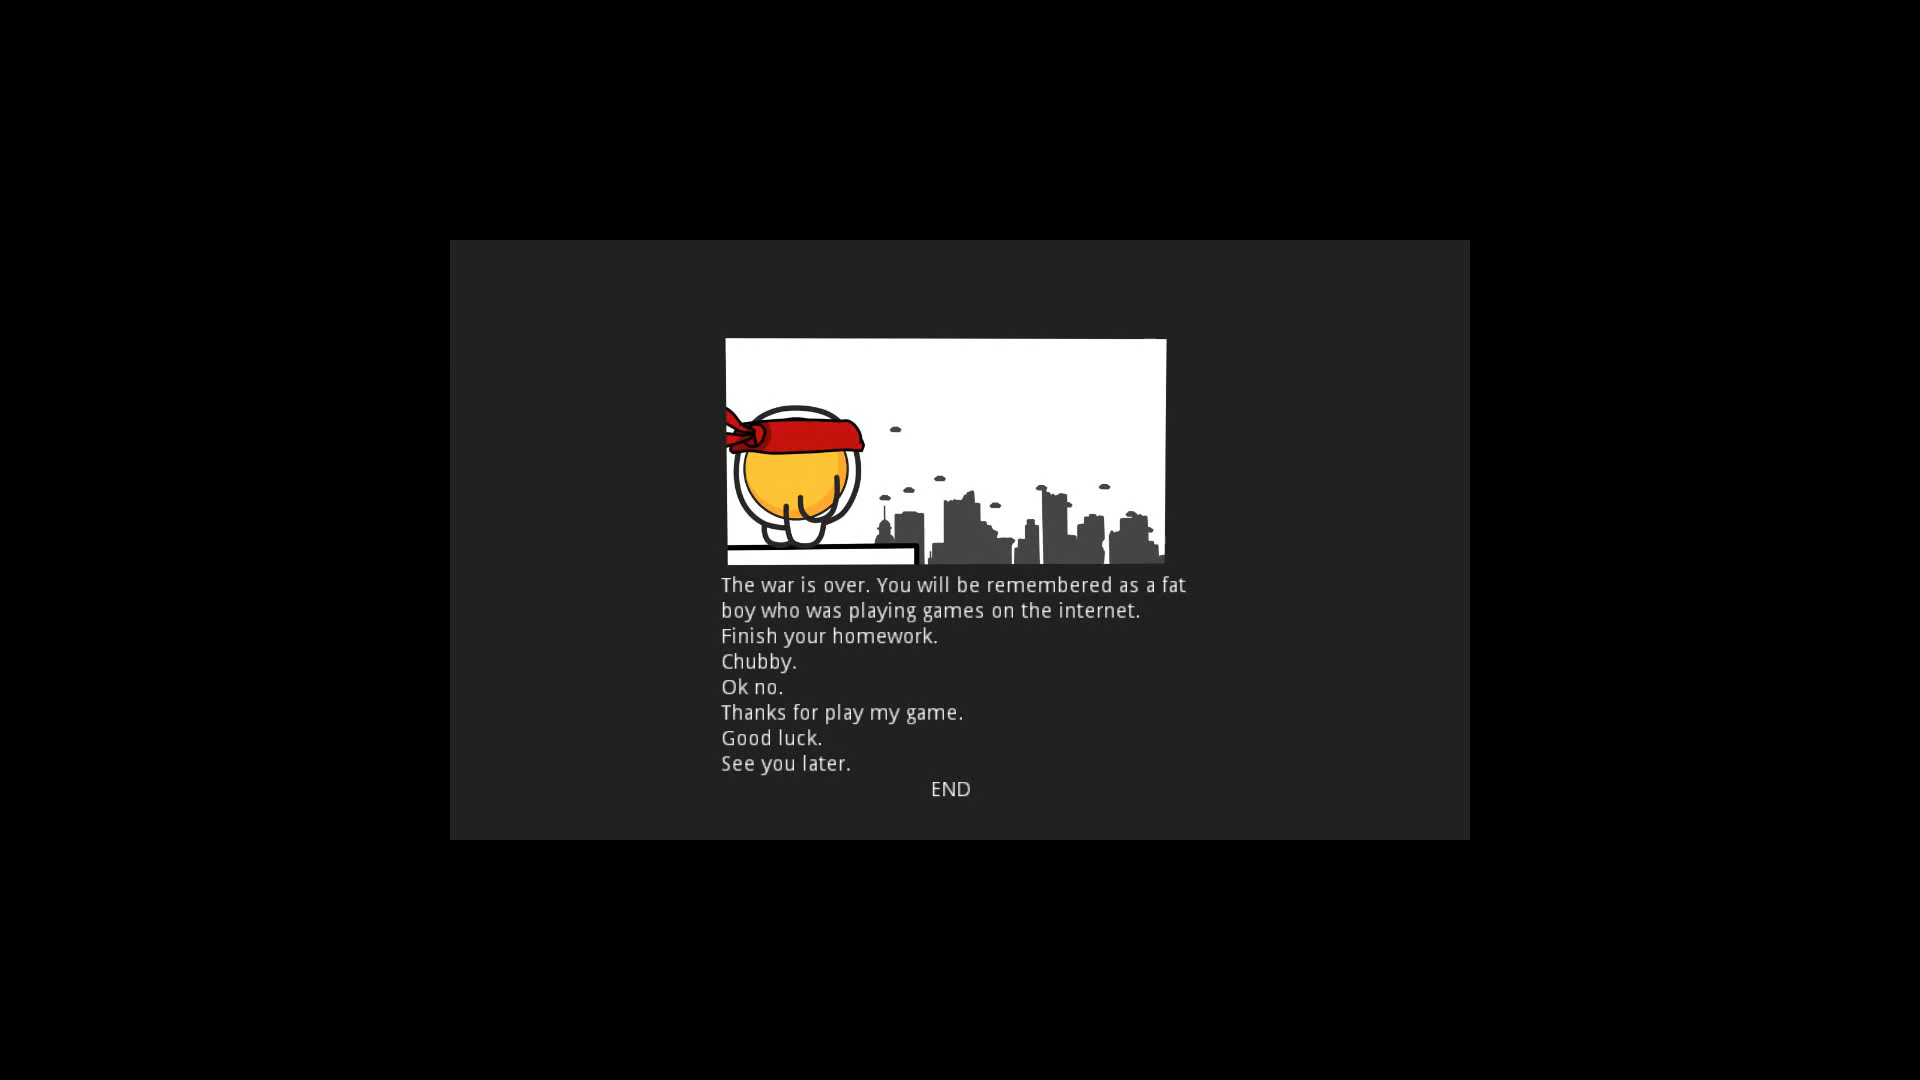 The war is over. You will be remembered as a fat
boy who was playing games on the internet.
Finish your homework.
Chubby.
Ok no.
Thanks for play my game.
Good luck.
See you later.
END